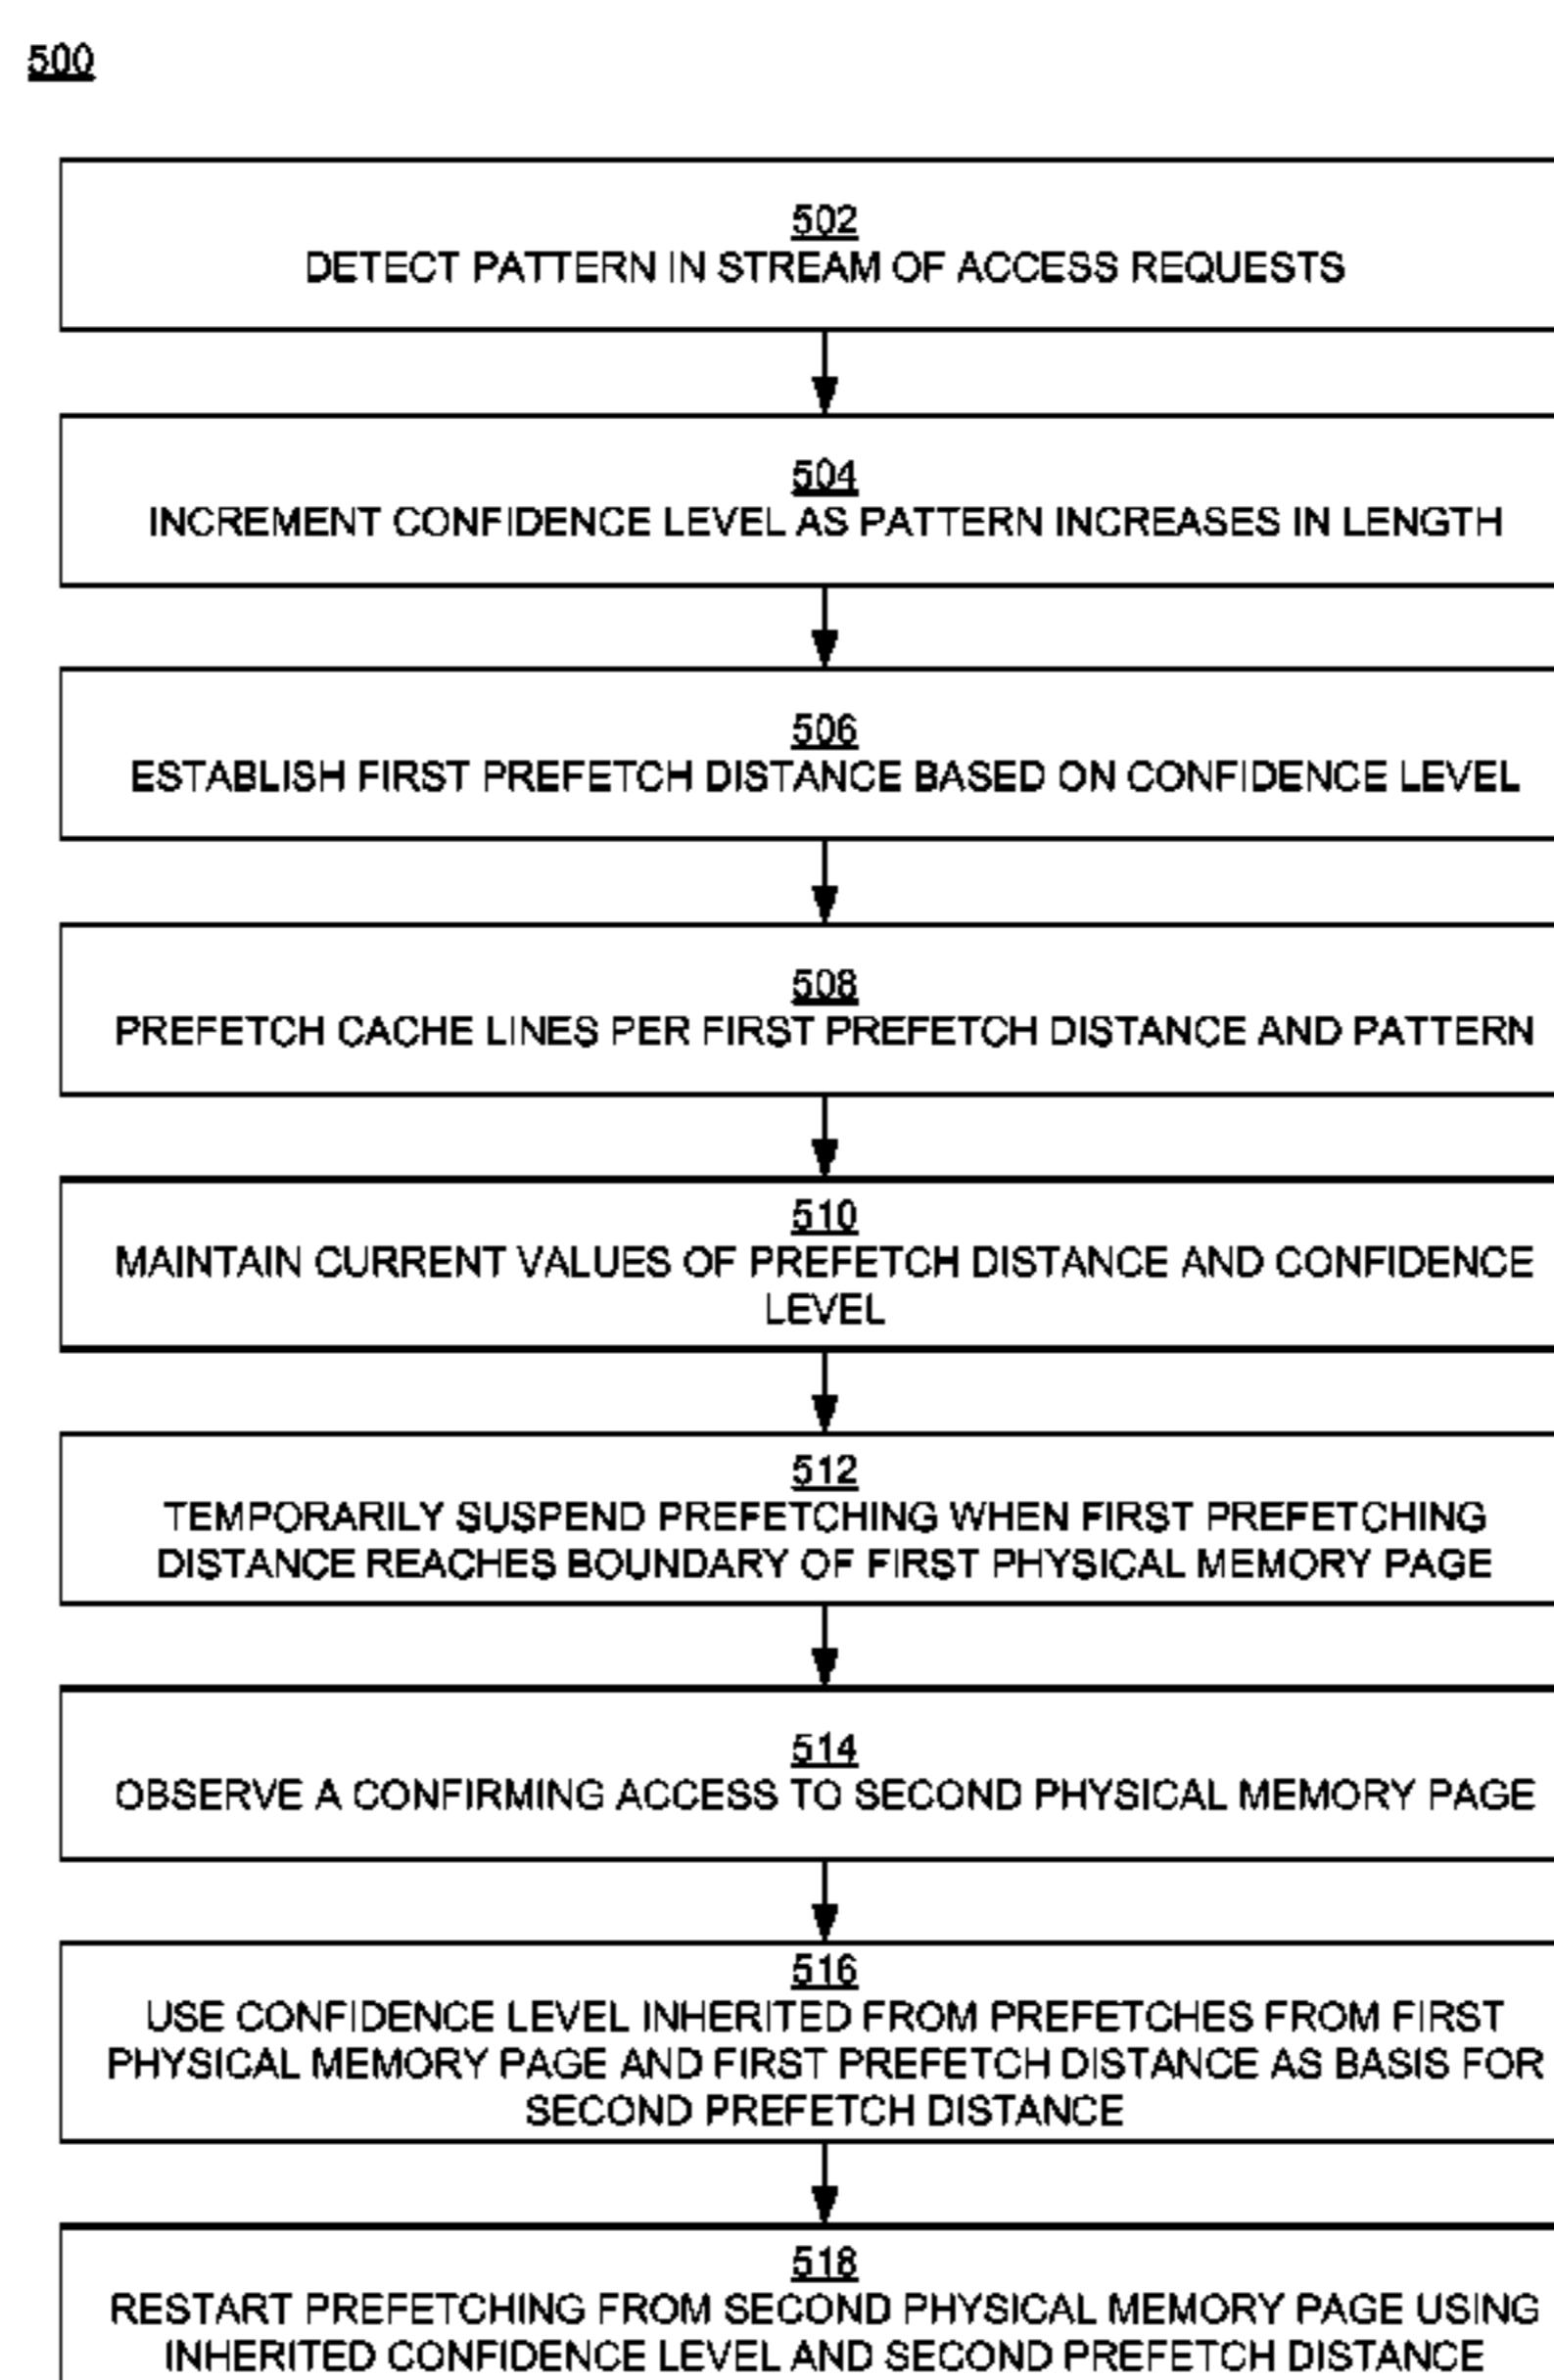 500
502
DETECT PATTERN IN STREAM OF ACCESS REQUESTS
504
INCREMENT CONFIDENCE LEVEL AS PATTERN INCREASES IN LENGTH
506
ESTABLISH FIRST PREFETCH DISTANCE BASED ON CONFIDENCE LEVEL
508
PREFETCH CACHE LINES PER FIRST PREFETCH DISTANCE AND PATTERN
510
MAINTAIN CURRENT VALUES OF PREFETCH DISTANCE AND CONFIDENCE
LEVEL
512
TEMPORARILY SUSPEND PREFETCHING WHEN FIRST PREFETCHING
DISTANCE REACHES BOUNDARY OF FIRST PHYSICAL MEMORY PAGE
514
OBSERVE A CONFIRMING ACCESS TO SECOND PHYSICAL MEMORY PAGE
516
USE CONFIDENCE LEVEL INHERITED FROM PREFETCHES FROM FIRST
PHYSICAL MEMORY PAGE AND FIRST PREFETCH DISTANCE AS BASIS FOR
SECOND PREFETCH DISTANCE
518
RESTART PREFETCHING FROM SECOND PHYSICAL MEMORY PAGE USING
INHERITED CONFIDENCE LEVEL AND SECOND PREFETCH DISTANCE